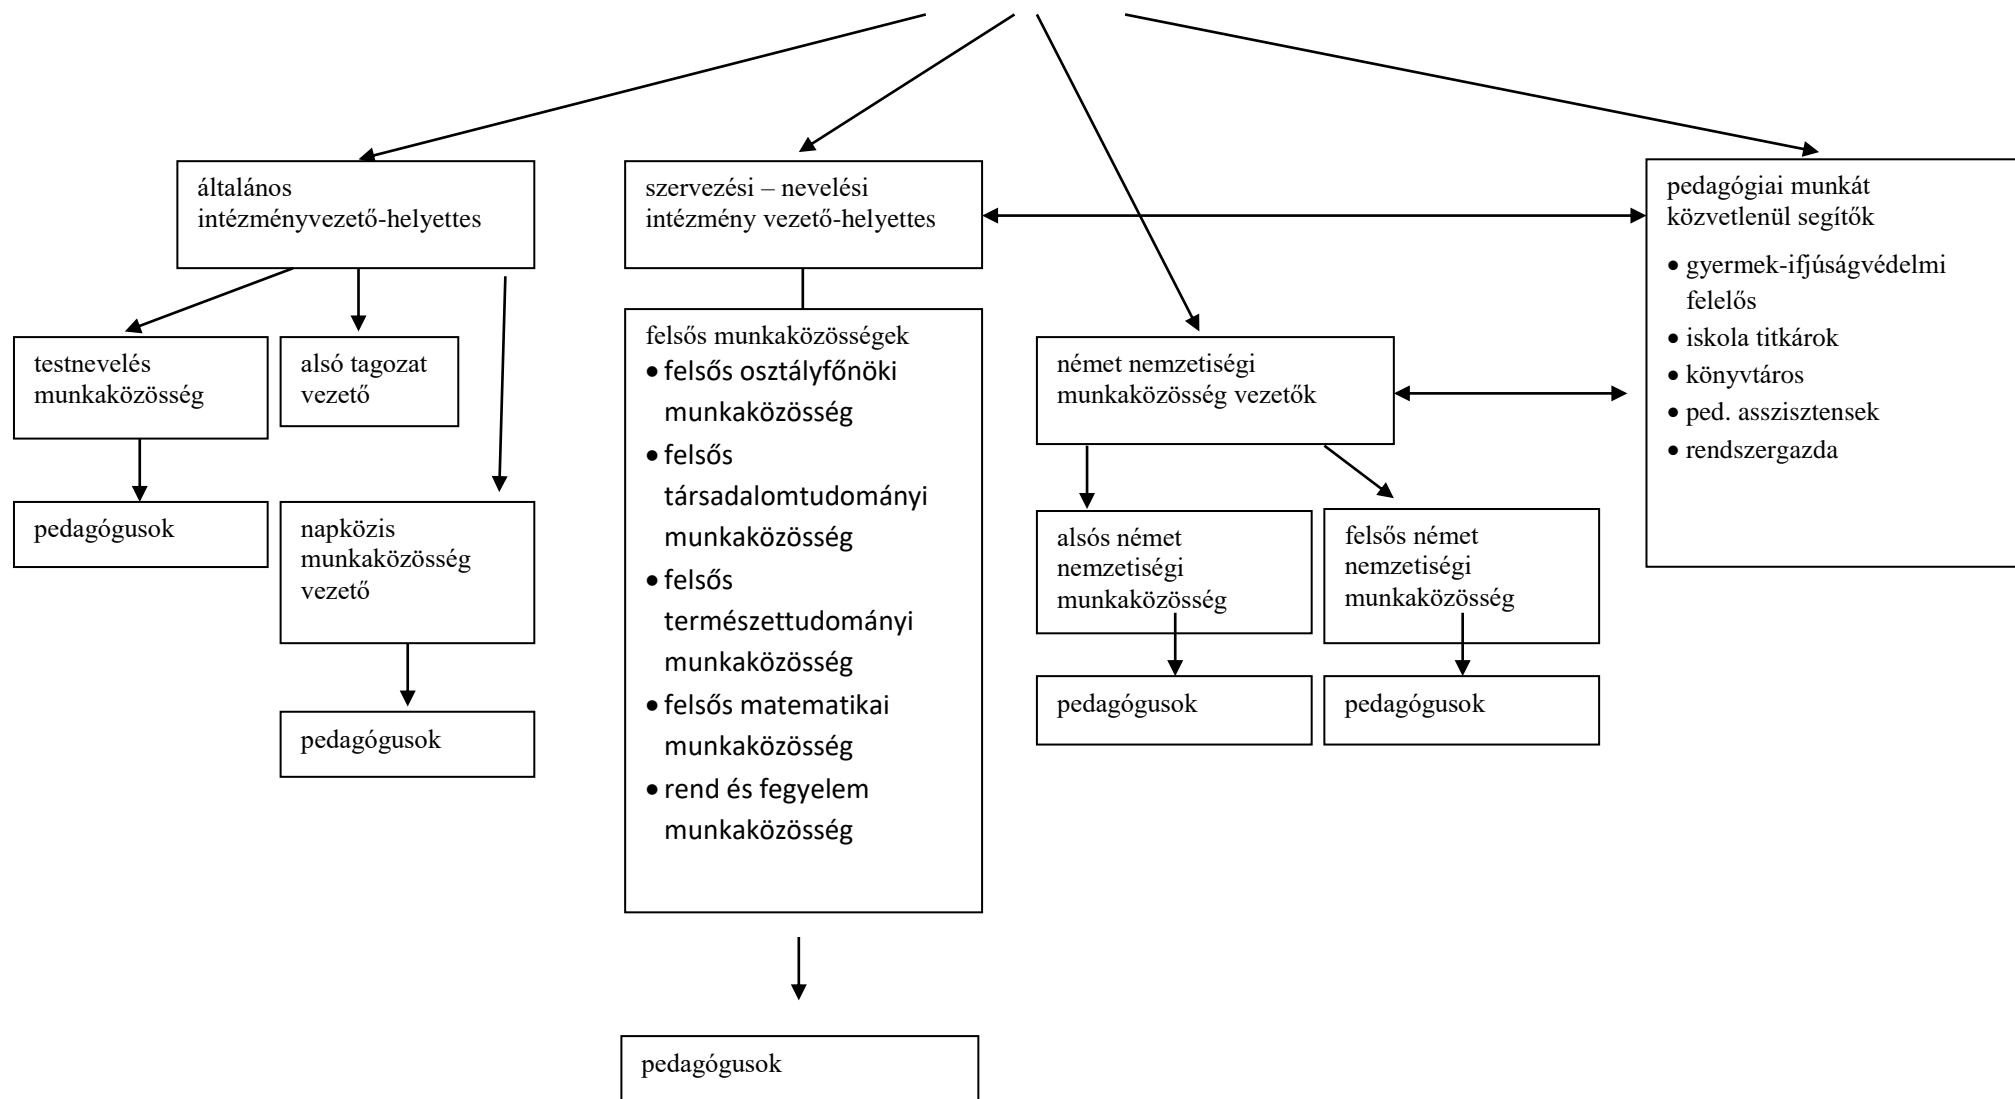 általános
intézményvezető-helyettes
szervezési – nevelési
intézmény vezető-helyettes
pedagógiai munkát
közvetlenül segítők
• gyermek-ifjúságvédelmi
felelős
• iskola titkárok
• könyvtáros
• ped. asszisztensek
• rendszergazda
testnevelés
munkaközösség
alsó tagozat
vezető
felsős munkaközösségek
• felsős osztályfőnöki
munkaközösség
• felsős
társadalomtudományi
munkaközösség
• felsős
természettudományi
munkaközösség
• felsős matematikai
munkaközösség
• rend és fegyelem
munkaközösség
német nemzetiségi
munkaközösség vezetők
pedagógusok
napközis
munkaközösség
vezető
alsós német
nemzetiségi
munkaközösség
felsős német
nemzetiségi
munkaközösség
pedagógusok
pedagógusok
pedagógusok
pedagógusok